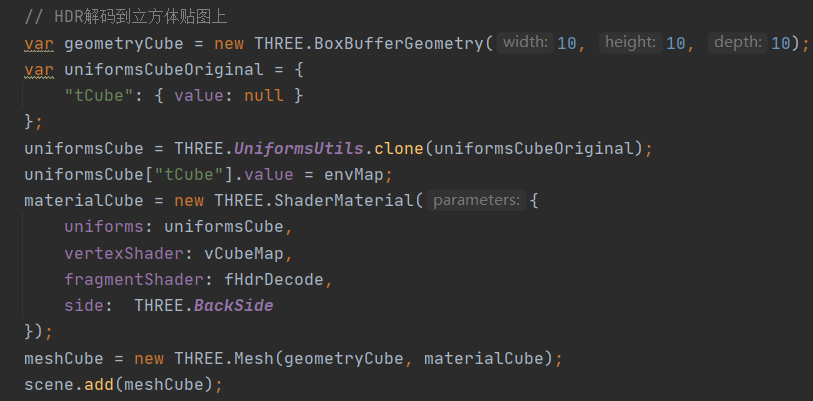 // HDR解码到立方体贴图上
var geometryCube = new THREE.BoxBufferGeometry( width: 10, height: 10, depth: 10);
var uniformsCubeOriginal = {
    "tCube": { value: null }
};
uniformsCube = THREE.UniformsUtils.clone(uniformsCubeOriginal);
uniformsCube["tCube"].value = envMap;
materialCube = new THREE.ShaderMaterial( parameters: {
    uniforms: uniformsCube,
    vertexShader: vCubeMap,
    fragmentShader: fHdrDecode,
    side:  THREE.BackSide
});
meshCube = new THREE.Mesh(geometryCube, materialCube);
scene.add(meshCube);